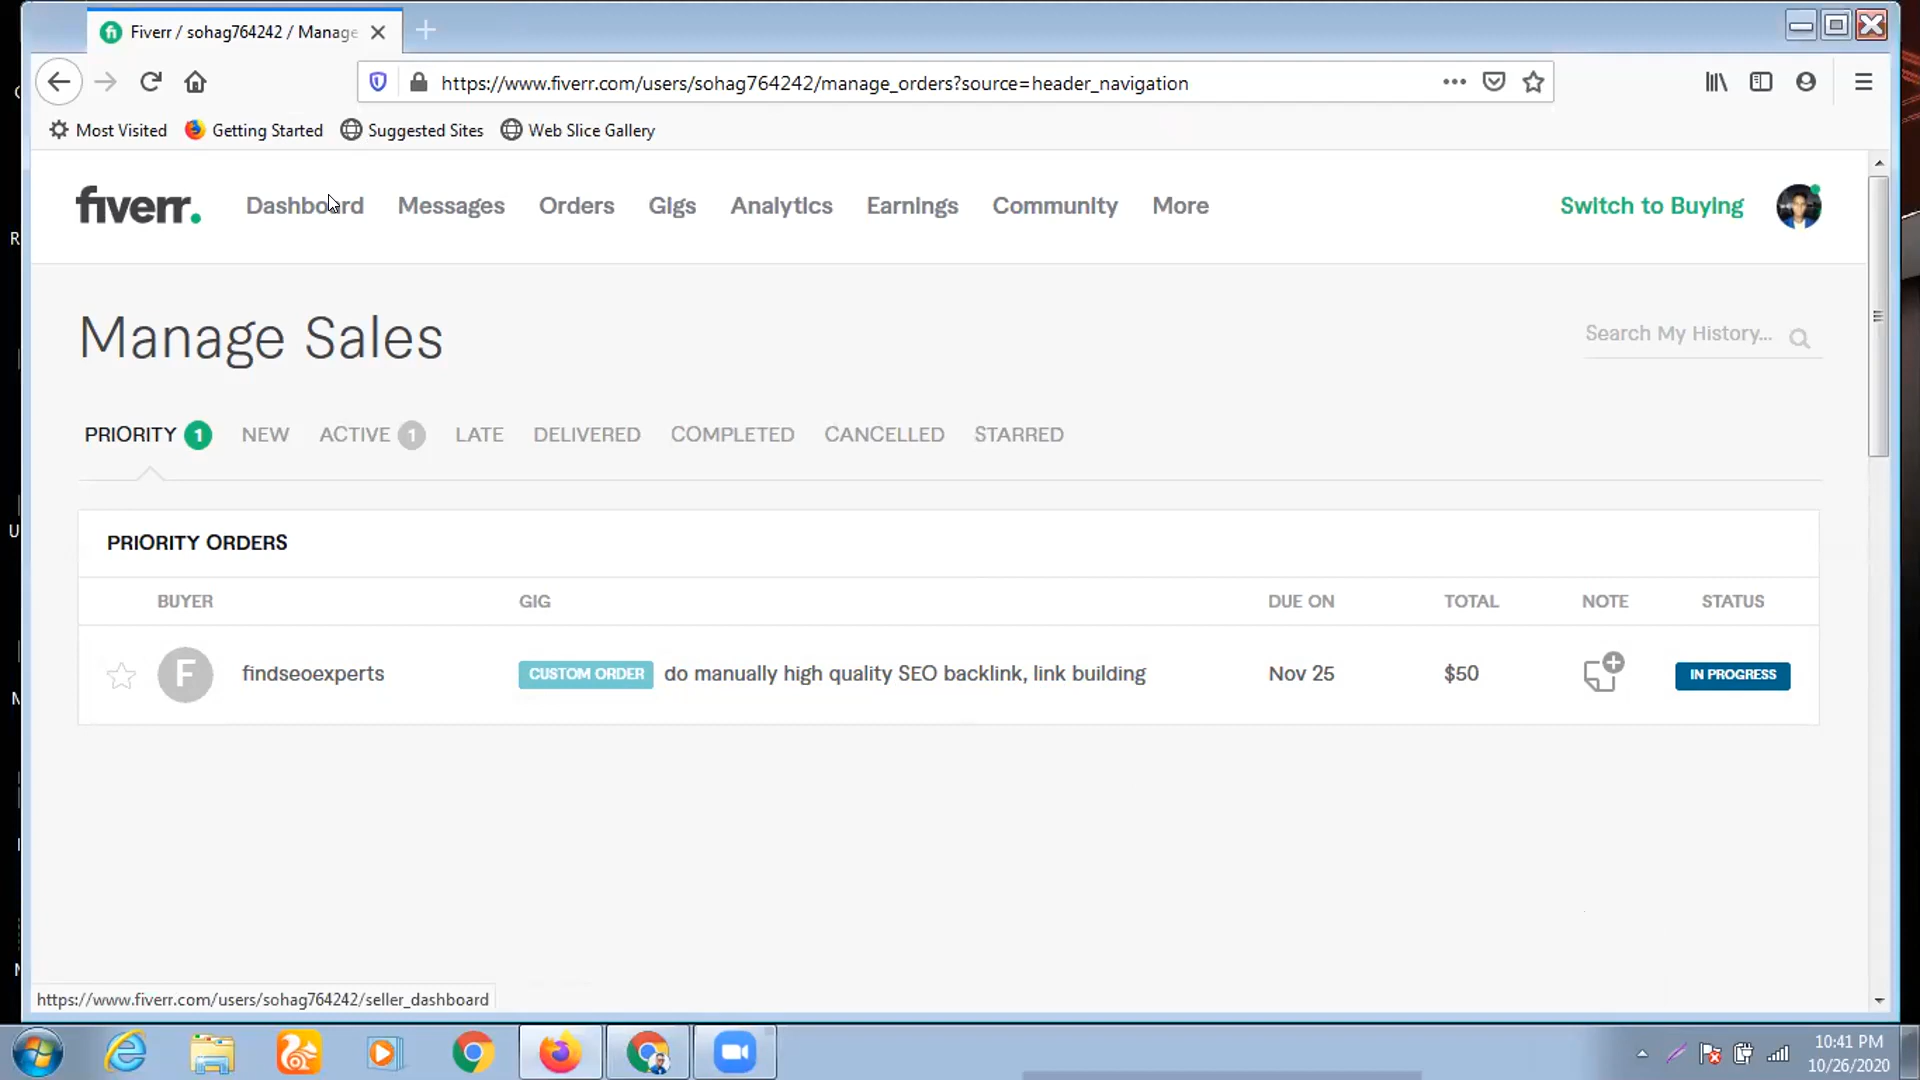 Fiverr / sohag764242 / Manage
https://www.fiverr.com/users/sohag764242/manage_orders?source=header_navigation
Most Visited Getting Started Suggested Sites Web Slice Gallery
fiverr. Dashboard Messages Orders Gigs Analytics Earnings Community More Switch to Buying
Manage Sales
Search My History...
PRIORITY 1 NEW ACTIVE 1 LATE DELIVERED COMPLETED CANCELLED STARRED
PRIORITY ORDERS
BUYER GIG DUE ON TOTAL NOTE STATUS
F findseoexperts CUSTOM ORDER do manually high quality SEO backlink, link building Nov 25 $50 IN PROGRESS
https://www.fiverr.com/users/sohag764242/seller_dashboard
10:41 PM
10/26/2020